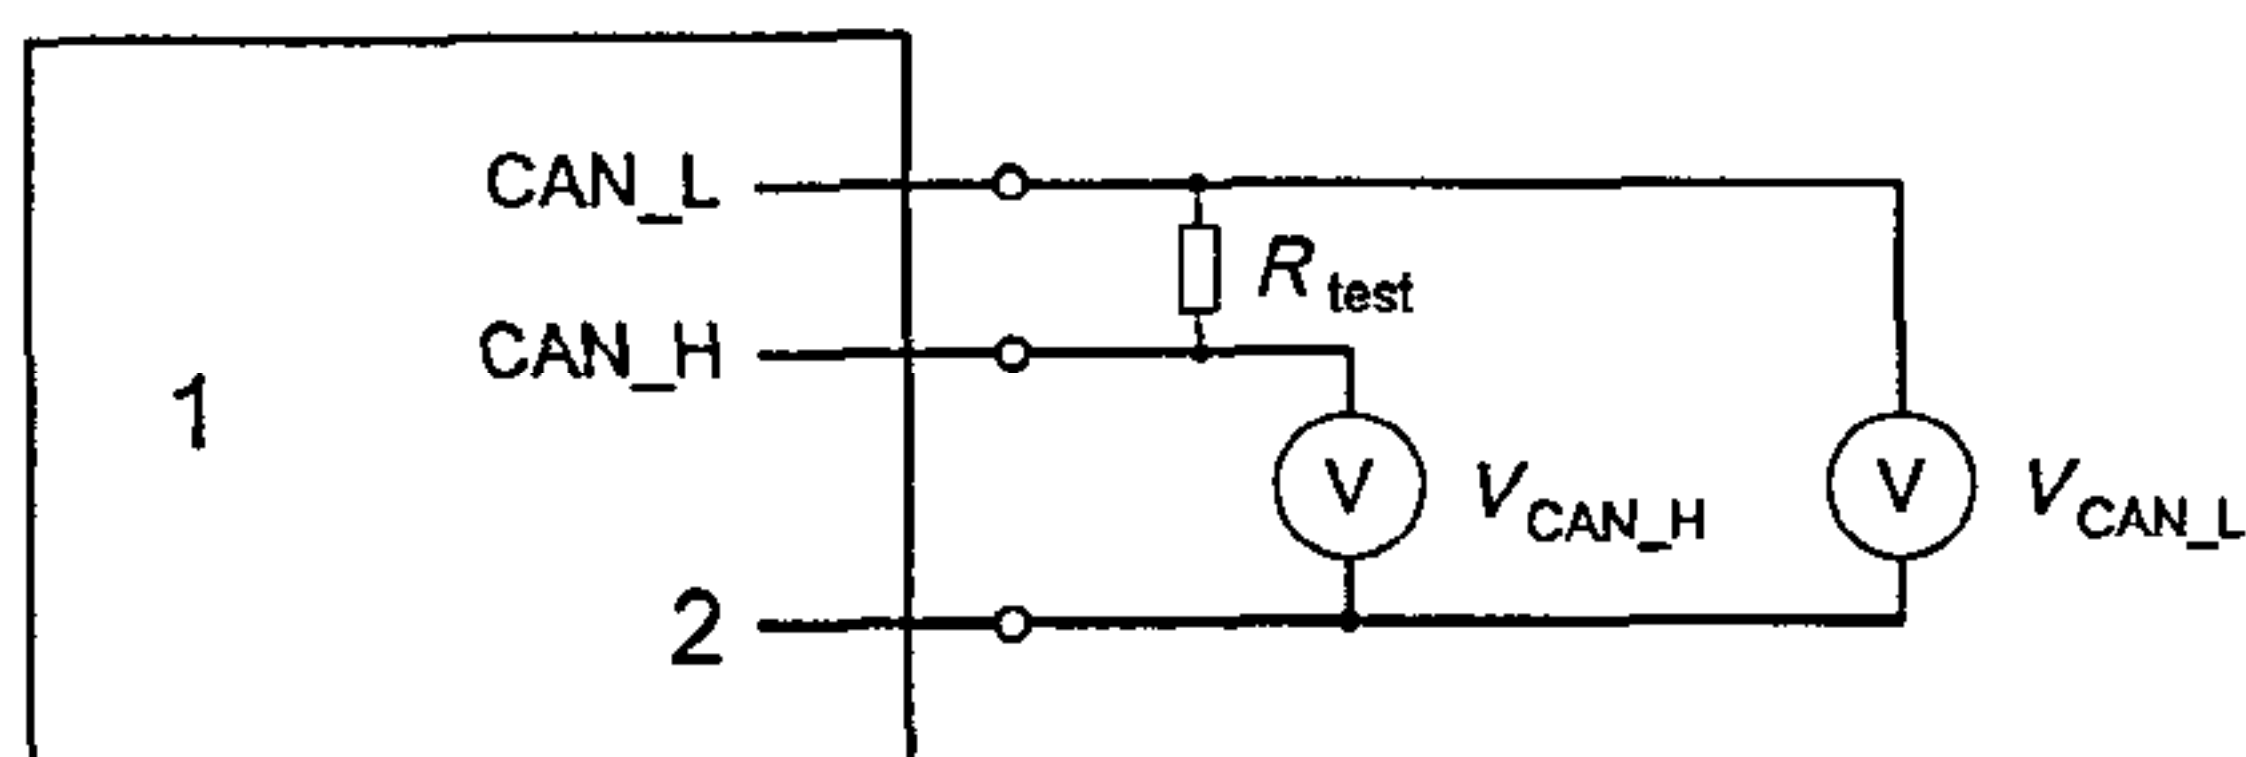 CAN_L
R test
CAN_H
1
V
V CAN_H
V
V CAN_L
2